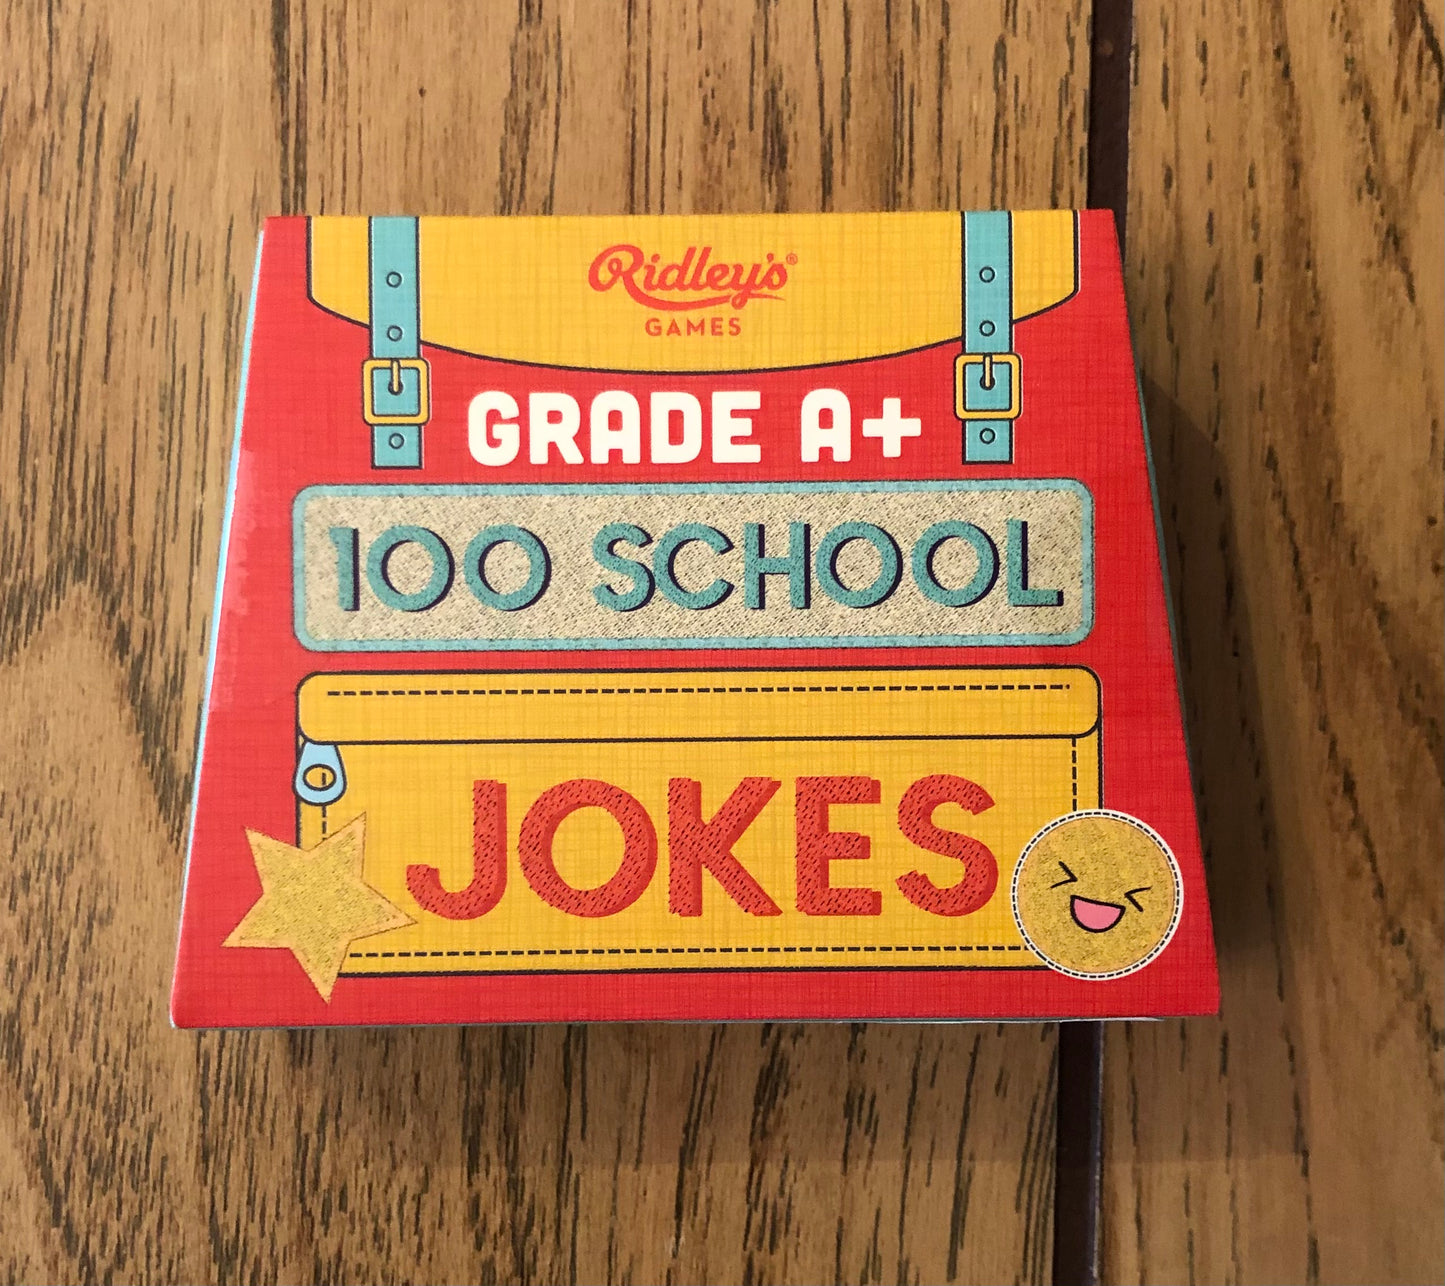 Ridley's®
GAMES
GRADE A+
100 SCHOOL
JOKES